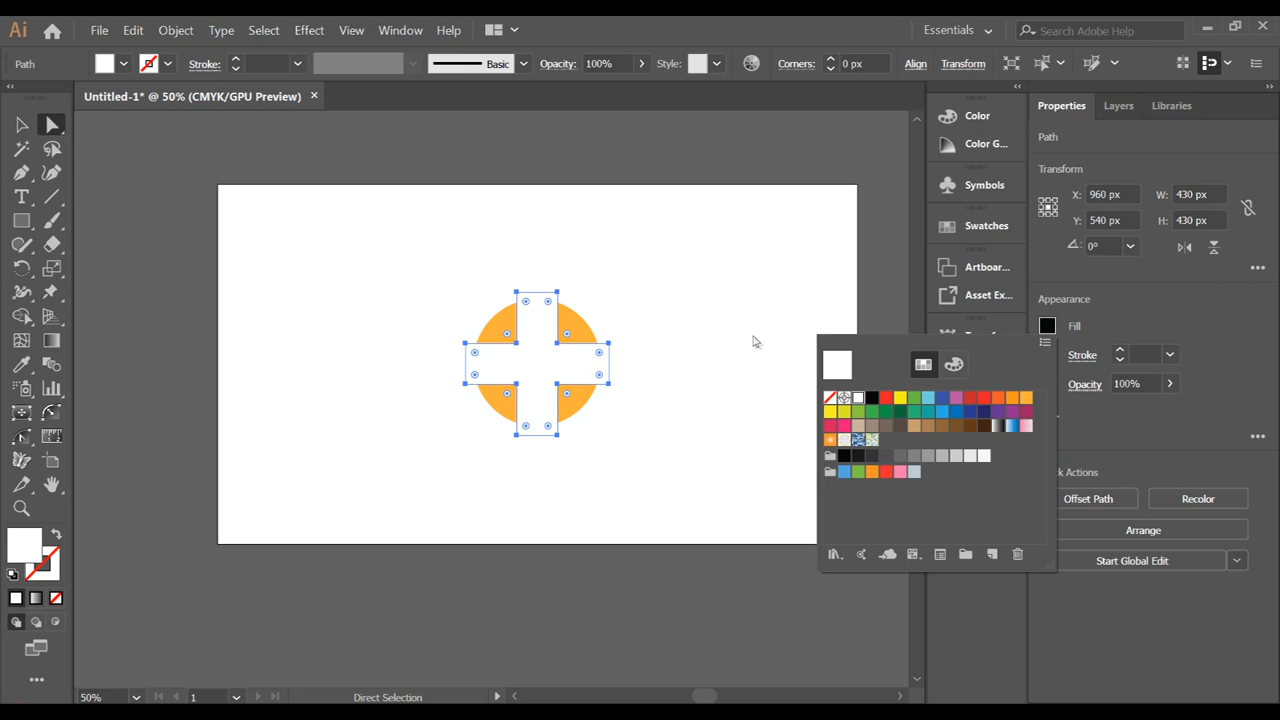 Ai File Edit Object Type Select Effect View Window Help Essentials Search Adobe Help
Path Stroke: Basic Opacity: 100% Style: Corners: 0 px Align Transform
Untitled-1* @ 50% (CMYK/GPU Preview) ×
Color
Color G...
Symbols
Swatches
Artboar...
Asset Ex...
Properties Layers Libraries
Path
Transform
X: 960 px W: 430 px
Y: 540 px H: 430 px
0°
Appearance
Fill
Stroke
Opacity 100%
Offset Path Recolor
Arrange
Start Global Edit
50% 1 Direct Selection